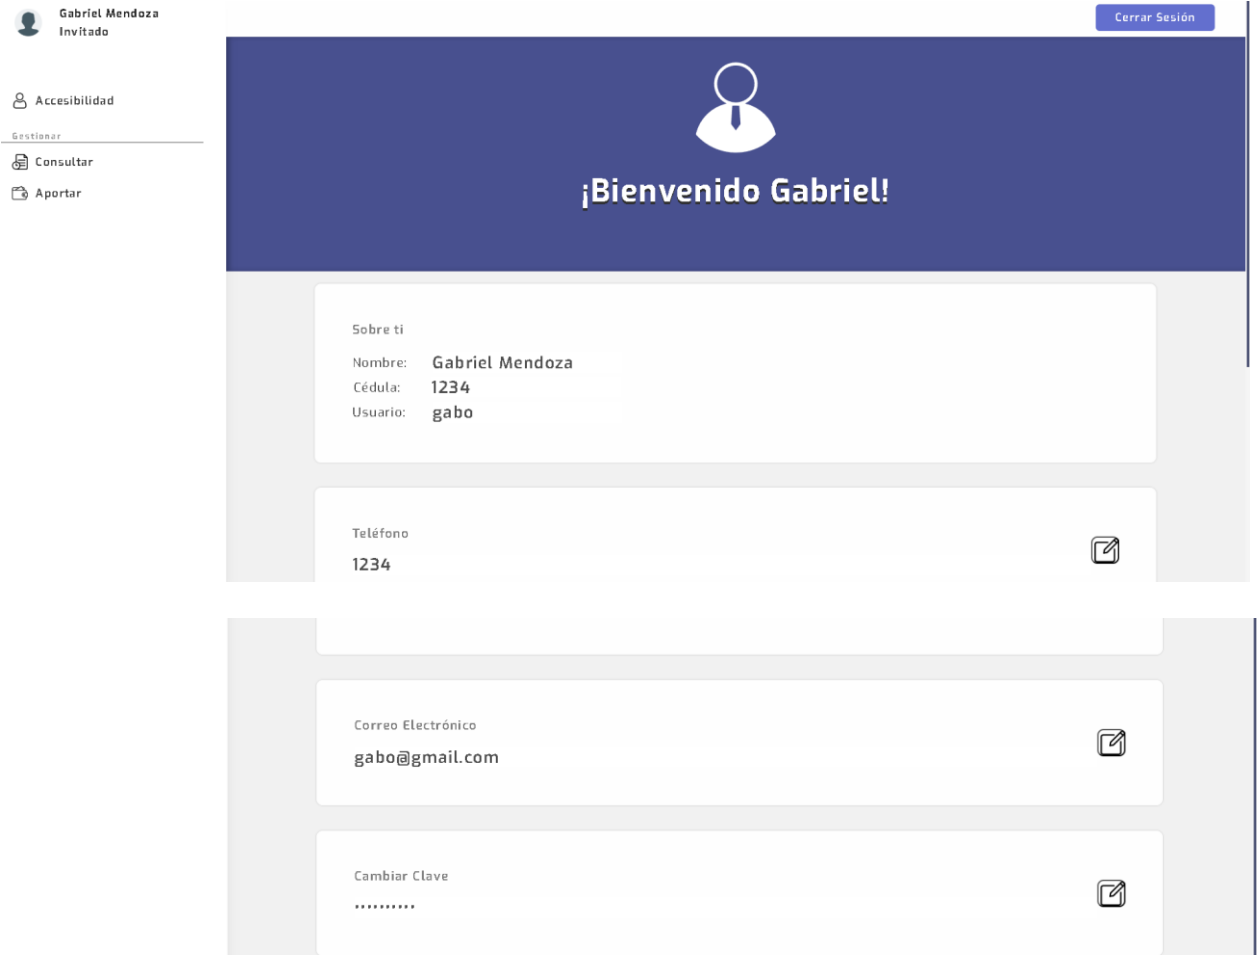 Gabriel Mendoza
Invitado
Cerrar Sesión
Accesibilidad
Gestionar
Consultar
Aportar
¡Bienvenido Gabriel!
Sobre ti
Nombre: Gabriel Mendoza
Cédula: 1234
Usuario: gabo
Teléfono
1234
Correo Electrónico
gabo@gmail.com
Cambiar Clave
••••••••••